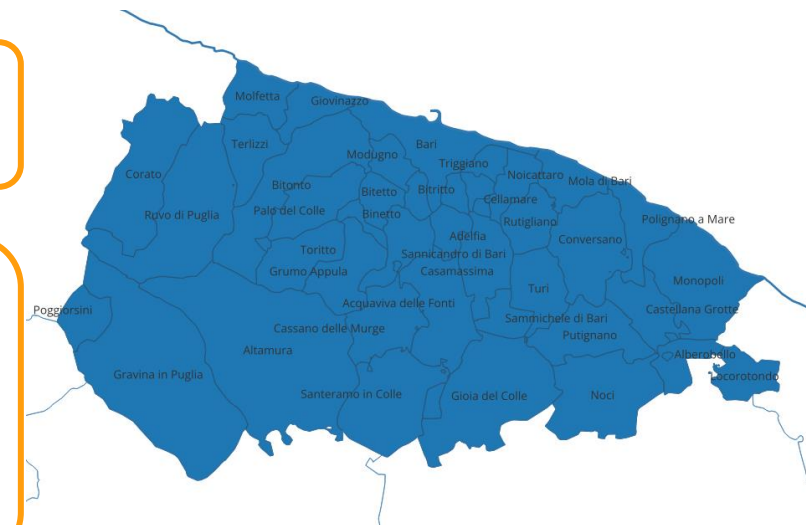 Molfetta
Giovinazzo
Terlizzi
Bari
Modugno
Triggiano
Corato
Noicattaro
Mola di Bari
Bitonto
Bitetto
Bitritto
Cellamare
Ruvo di Puglia
Palo del Colle
Binetto
Rutigliano
Polignano a Mare
Adelfia
Conversano
Toritto
Sannicandro di Bari
Grumo Appula
Casamassima
Monopoli
Turi
Poggiorsini
Acquaviva delle Fonti
Castellana Grotte
Sammichele di Bari
Cassano delle Murge
Putignano
Altamura
Alberobello
Gravina in Puglia
Locorotondo
Santeramo in Colle
Gioia del Colle
Noci